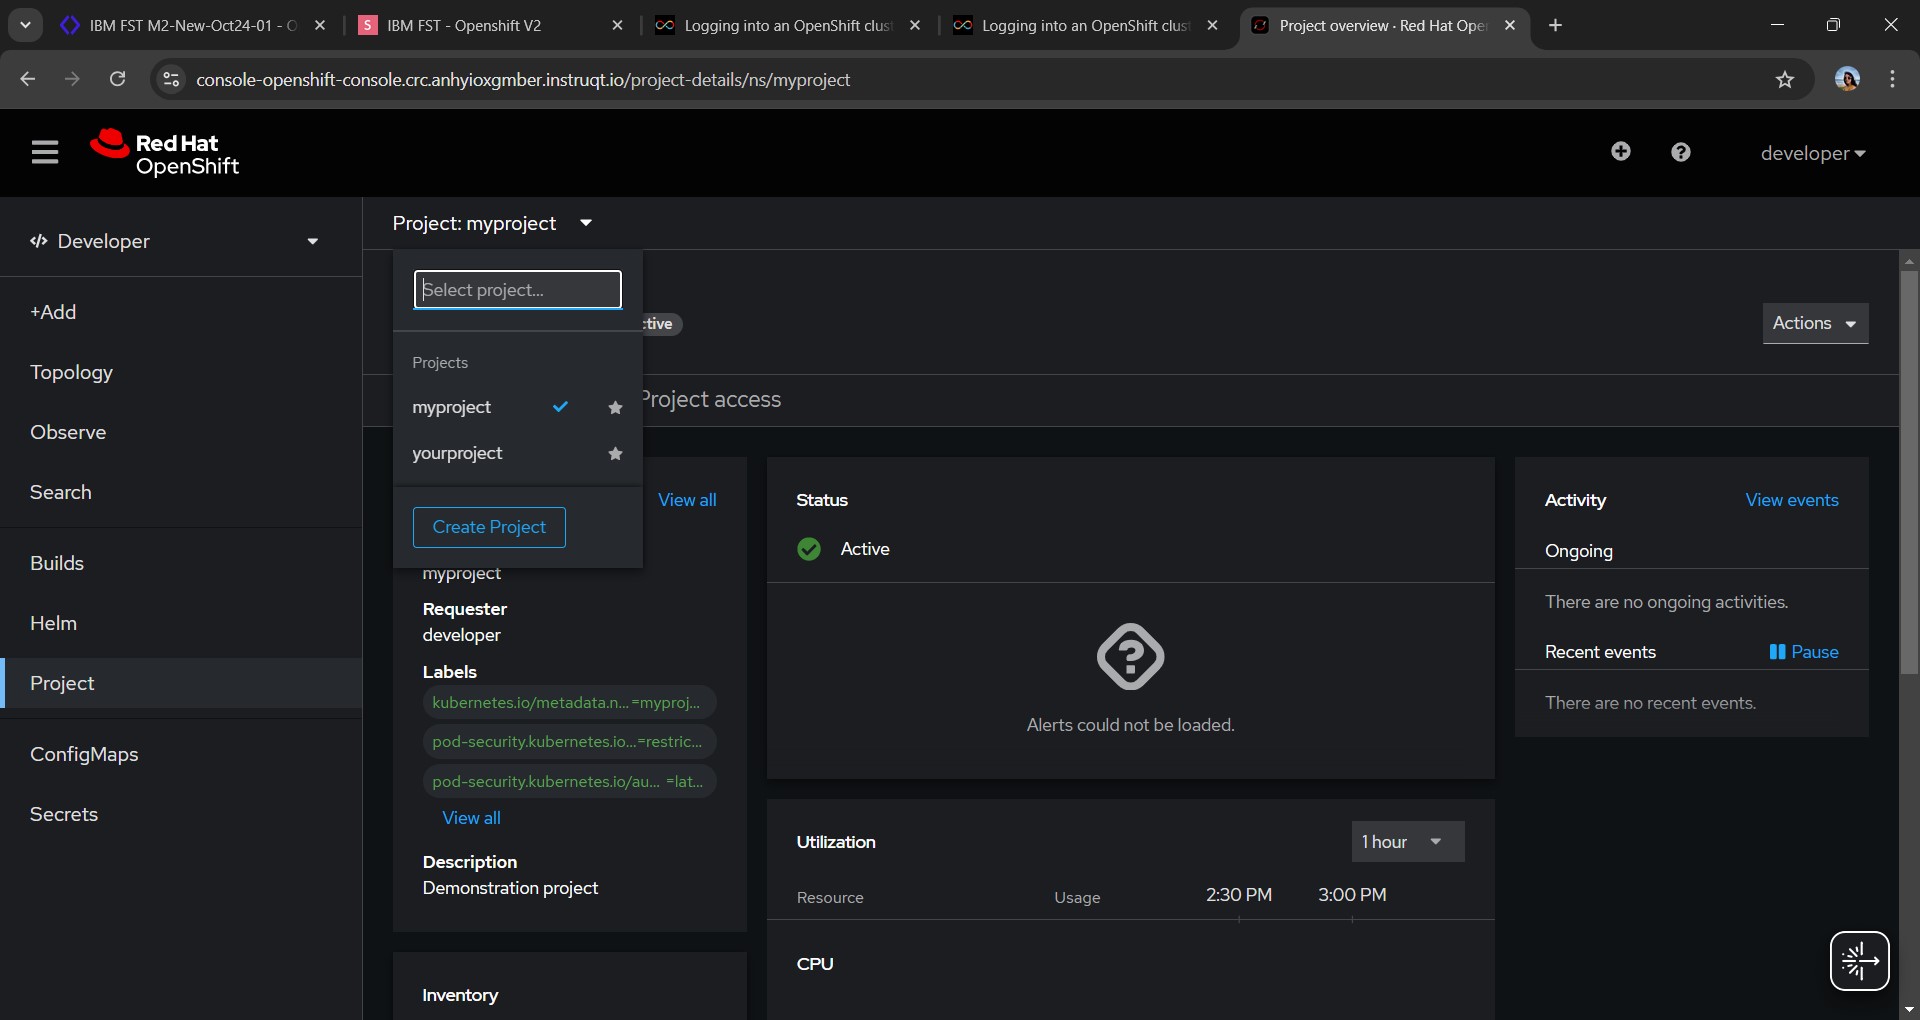 IBM FST M2-New-Oct24-01 - O
IBM FST - Openshift V2
Logging into an OpenShift clus
Logging into an OpenShift clus
Project overview · Red Hat Ope
console-openshift-console.crc.anhyioxgmber.instruqt.io/project-details/ns/myproject
Red Hat
OpenShift
developer
Developer
+Add
Topology
Observe
Search
Builds
Helm
Project
ConfigMaps
Secrets
Project: myproject
Select project...
Projects
myproject
yourproject
Create Project
ctive
Actions
Project access
View all
myproject
Requester
developer
Labels
kubernetes.io/metadata.n... =myproj...
pod-security.kubernetes.io...=restric...
pod-security.kubernetes.io/au... =lat...
View all
Description
Demonstration project
Inventory
Status
Active
Alerts could not be loaded.
Utilization
1 hour
Resource Usage 2:30 PM 3:00 PM
CPU
Activity
View events
Ongoing
There are no ongoing activities.
Recent events
Pause
There are no recent events.